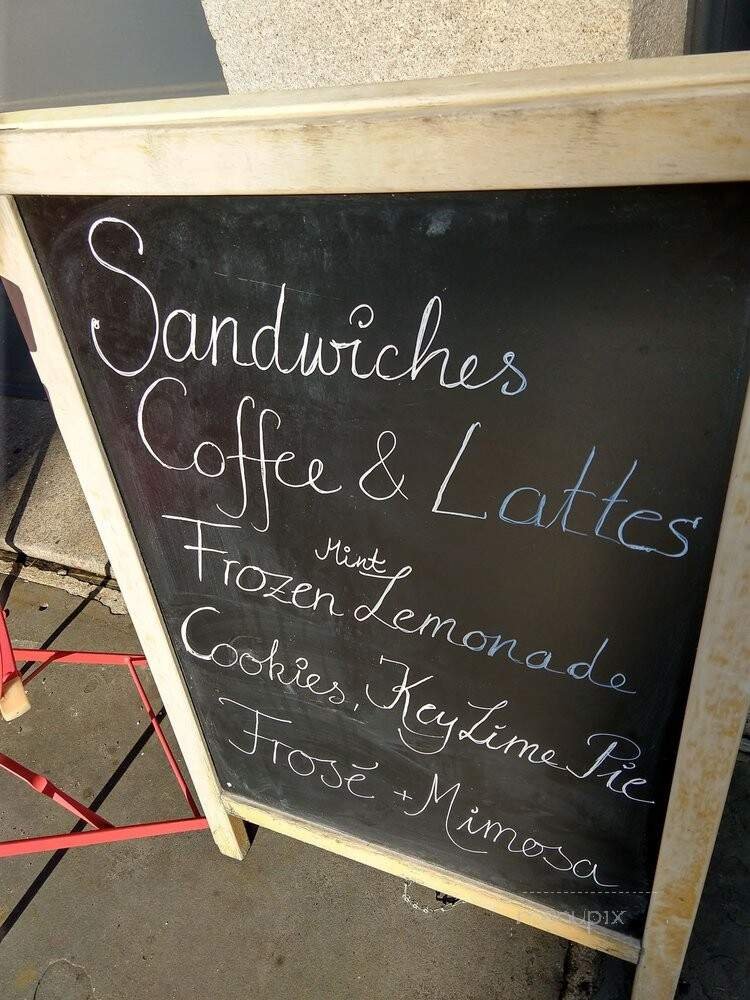 Sandwiches
Coffee & Lattes
Frozen Mint Lemonade
Cookies, Key Lime Pie
Frosé + Mimosa